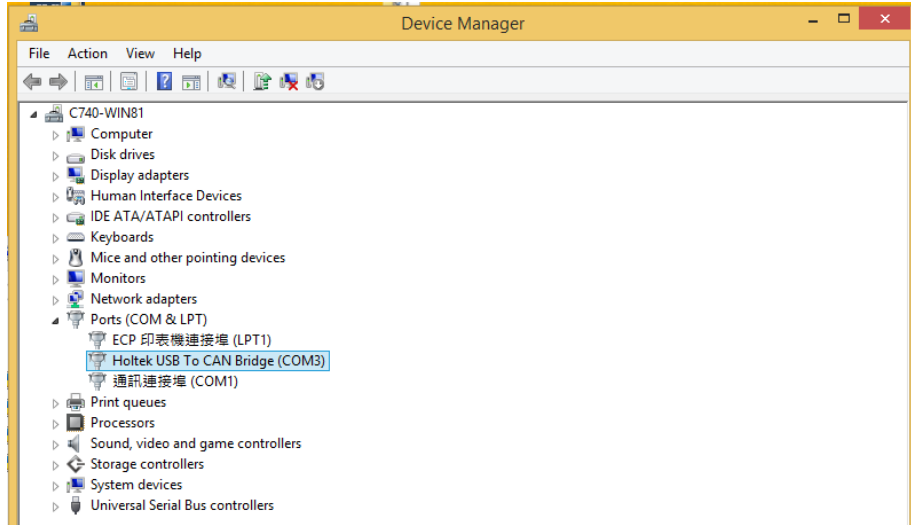 Device Manager
File Action View Help
C740-WIN81
Computer
Disk drives
Display adapters
Human Interface Devices
IDE ATA/ATAPI controllers
Keyboards
Mice and other pointing devices
Monitors
Network adapters
Ports (COM & LPT)
ECP 印表機連接埠 (LPT1)
Holtek USB To CAN Bridge (COM3)
通訊連接埠 (COM1)
Print queues
Processors
Sound, video and game controllers
Storage controllers
System devices
Universal Serial Bus controllers